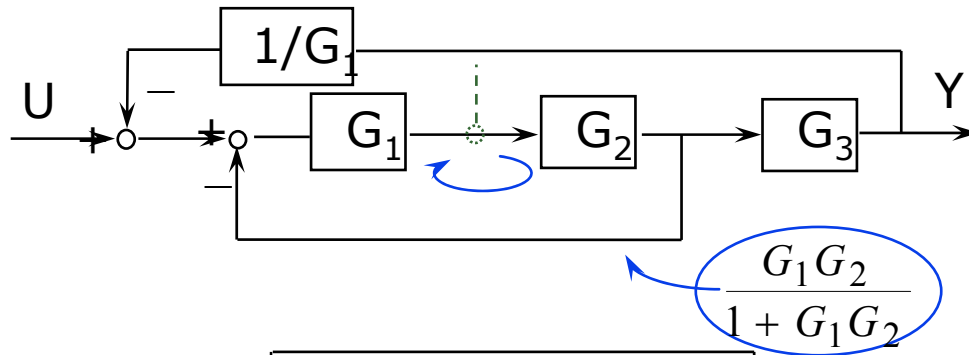 1/G₁
U
−
Y
+
+
G₁
G₂
G₃
−
G₁G₂
1 + G₁G₂